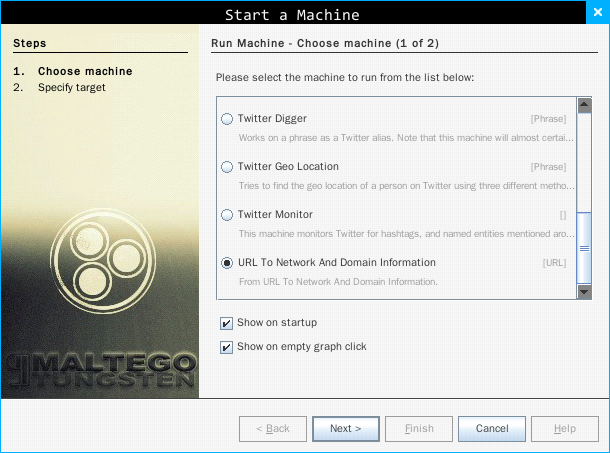 Start a Machine
Steps
1. Choose machine
2. Specify target
Run Machine - Choose machine (1 of 2)
Please select the machine to run from the list below:
Twitter Digger [Phrase]
Works on a phrase as a Twitter alias. Note that this machine will almost certai...
Twitter Geo Location [Phrase]
Tries to find the geo location of a person on Twitter using three different metho...
Twitter Monitor []
This machine monitors Twitter for hashtags, and named entities mentioned aro...
URL To Network And Domain Information [URL]
From URL To Network And Domain Information.
Show on startup
Show on empty graph click
MALTEGO
TUNGSTEN
< Back
Next >
Finish
Cancel
Help